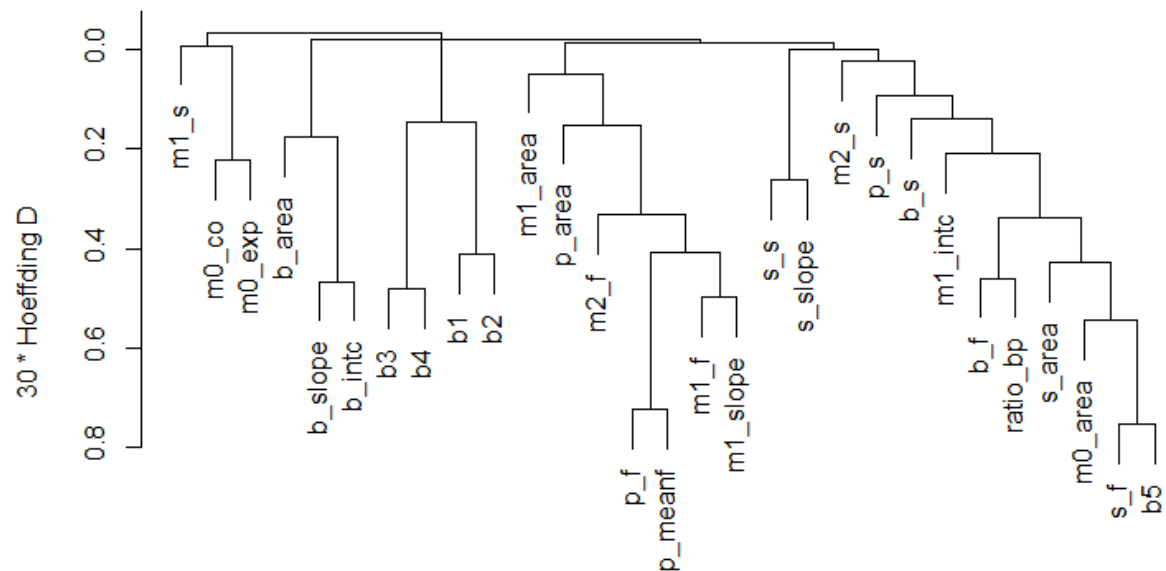 30 * Hoeffding D
0.0
0.2
0.4
0.6
0.8
m1_s
m0_co
m0_exp
b_area
b_slope
b_intc
b3
b4
b1
b2
m1_area
p_area
m2_f
p_f
p_meanf
m1_f
m1_slope
s_s
s_slope
m2_s
p_s
b_s
m1_intc
b_f
ratio_bp
s_area
m0_area
s_f
b5